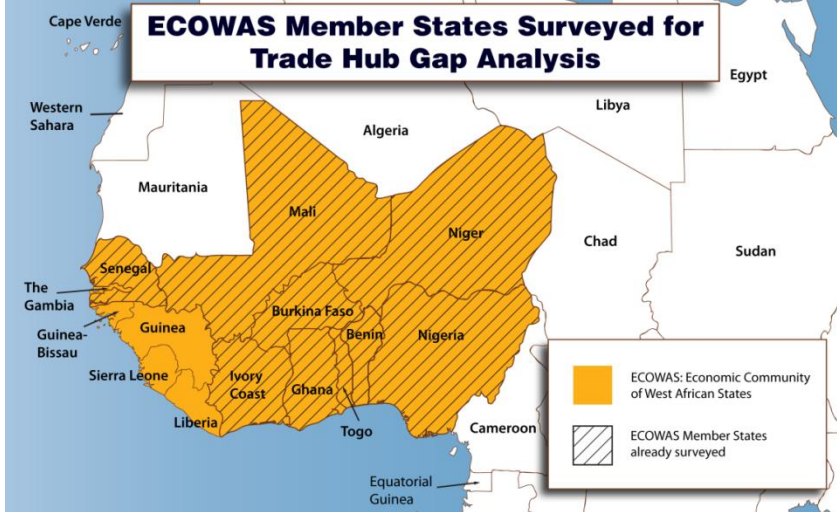 ECOWAS Member States Surveyed for
Trade Hub Gap Analysis
Cape Verde
Egypt
Western
Sahara
Libya
Algeria
Mauritania
Mali
Niger
Chad
Sudan
Senegal
The
Gambia
Burkina Faso
Guinea
Guinea-
Bissau
Benin
Nigeria
Sierra Leone
Ivory
Coast
Ghana
Liberia
Togo
Cameroon
Equatorial
Guinea
ECOWAS: Economic Community
of West African States
ECOWAS Member States
already surveyed